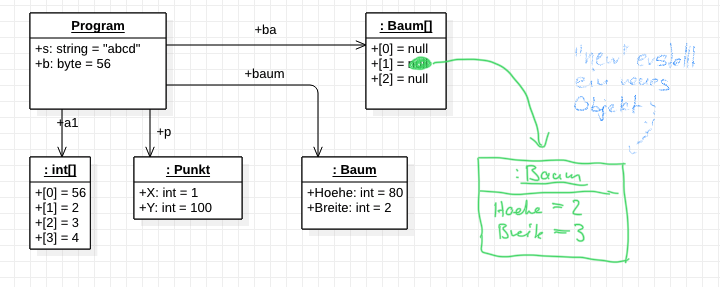 Program
+s: string = "abcd"
+b: byte = 56
+ba
: Baum[]
+[0] = null
+[1] = null
+[2] = null
"new" erstellt
ein neues
Objekt
+baum
+a1
+p
: int[]
+[0] = 56
+[1] = 2
+[2] = 3
+[3] = 4
: Punkt
+X: int = 1
+Y: int = 100
: Baum
+Hoehe: int = 80
+Breite: int = 2
: Baum
Hoehe = 2
Breite = 3